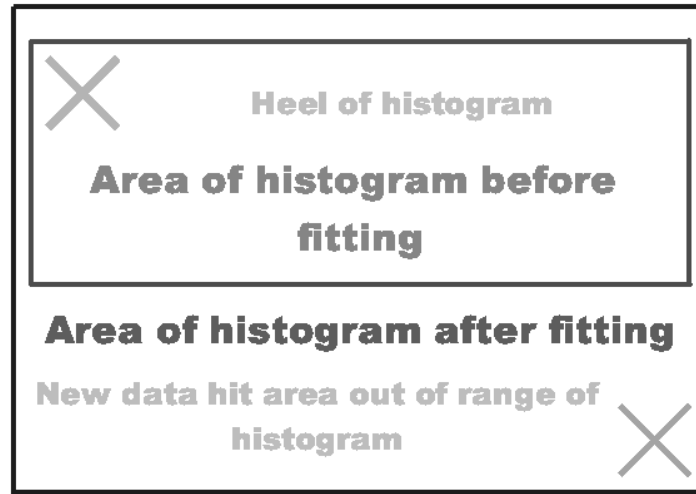 Heel of histogram
Area of histogram before
fitting
Area of histogram after fitting
New data hit area out of range of
histogram